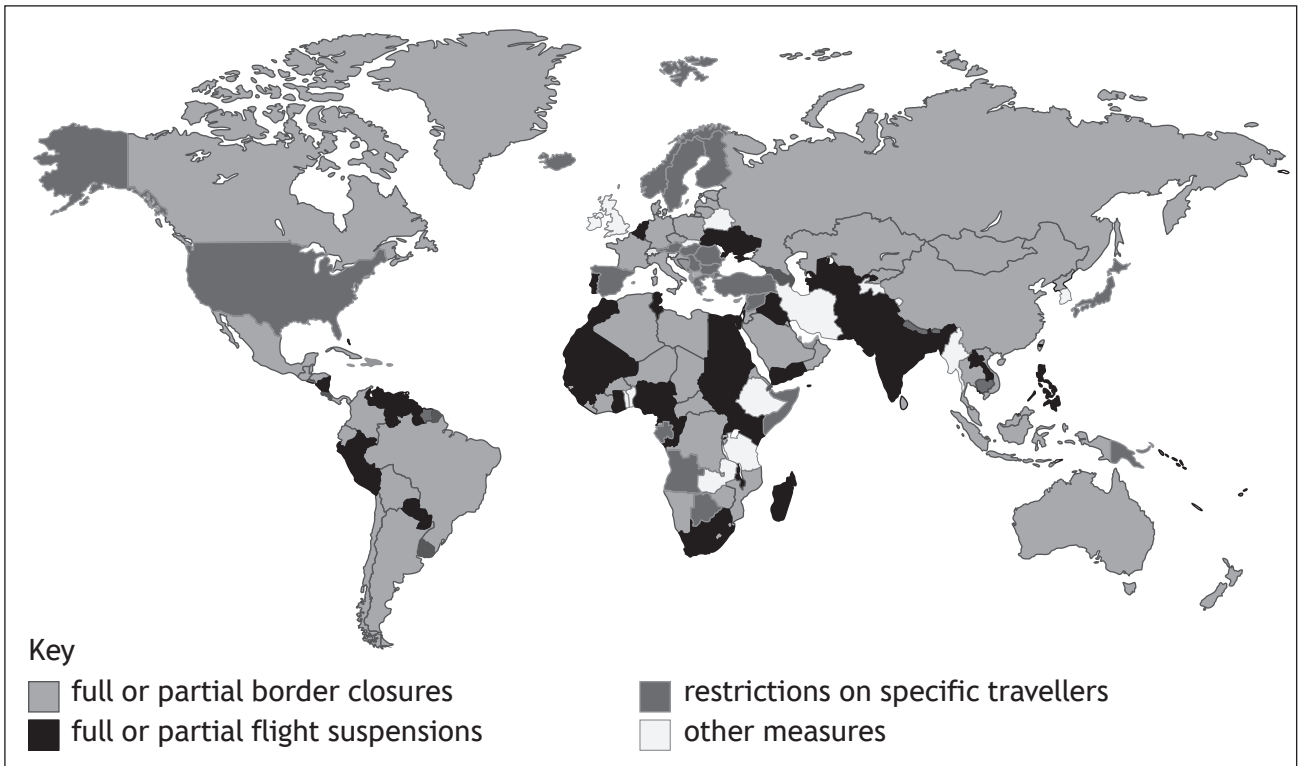 Key
full or partial border closures
full or partial flight suspensions
restrictions on specific travellers
other measures